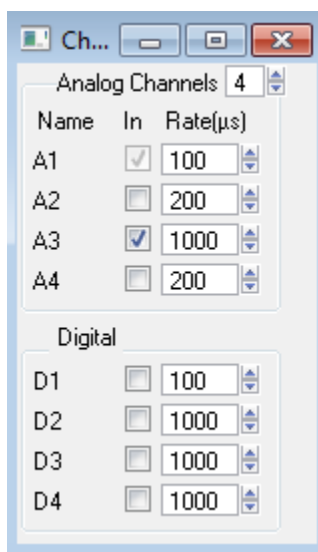 Ch...
Analog Channels 4
Name In Rate(µs)
A1 100
A2 200
A3 1000
A4 200
Digital
D1 100
D2 1000
D3 1000
D4 1000